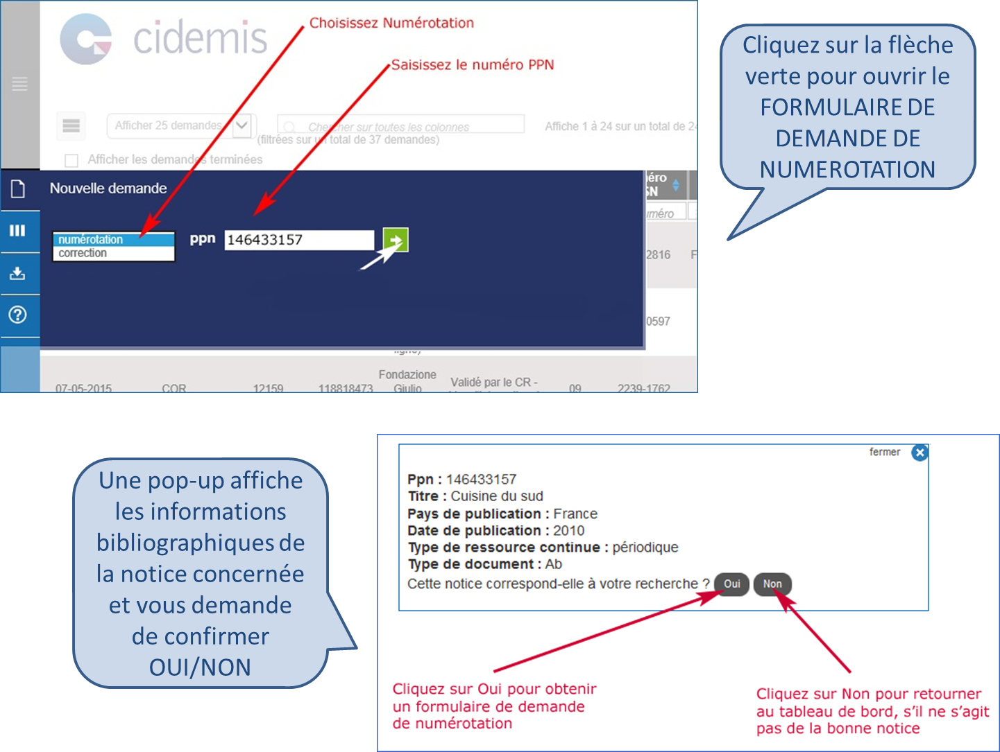 cidemis
Choisissez Numérotation
Saisissez le numéro PPN
Afficher 25 demandes
Chercher sur toutes les colonnes
Affiche 1 à 24 sur un total de 24
(filtrées sur un total de 37 demandes)
Afficher les demandes terminées
Nouvelle demande
numérotation
correction
ppn 146433157
éro
SN
uméro
2816 F
0597
ligne)
07-05-2015 COR 12159 118818473 Fondazione Giulio Validé par le CR - 09 2239-1762
Cliquez sur la flèche
verte pour ouvrir le
FORMULAIRE DE
DEMANDE DE
NUMEROTATION
Une pop-up affiche
les informations
bibliographiques de
la notice concernée
et vous demande
de confirmer
OUI/NON
fermer
Ppn : 146433157
Titre : Cuisine du sud
Pays de publication : France
Date de publication : 2010
Type de ressource continue : périodique
Type de document : Ab
Cette notice correspond-elle à votre recherche ? Oui Non
Cliquez sur Oui pour obtenir
un formulaire de demande
de numérotation
Cliquez sur Non pour retourner
au tableau de bord, s'il ne s'agit
pas de la bonne notice